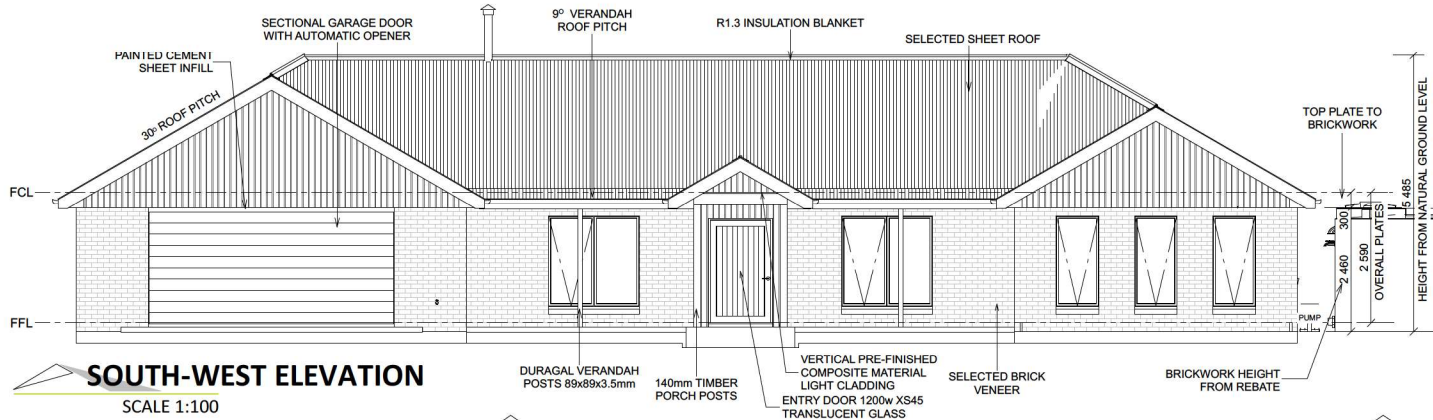 SECTIONAL GARAGE DOOR
WITH AUTOMATIC OPENER
9° VERANDAH
ROOF PITCH
R1.3 INSULATION BLANKET
SELECTED SHEET ROOF
PAINTED CEMENT
SHEET INFILL
30° ROOF PITCH
TOP PLATE TO
BRICKWORK
FCL
FFL
300
2 460
2 590
OVERALL PLATES
5 485
HEIGHT FROM NATURAL GROUND LEVEL
PUMP
SOUTH-WEST ELEVATION
SCALE 1:100
DURAGAL VERANDAH
POSTS 89x89x3.5mm
140mm TIMBER
PORCH POSTS
VERTICAL PRE-FINISHED
COMPOSITE MATERIAL
LIGHT CLADDING
ENTRY DOOR 1200w XS45
TRANSLUCENT GLASS
SELECTED BRICK
VENEER
BRICKWORK HEIGHT
FROM REBATE